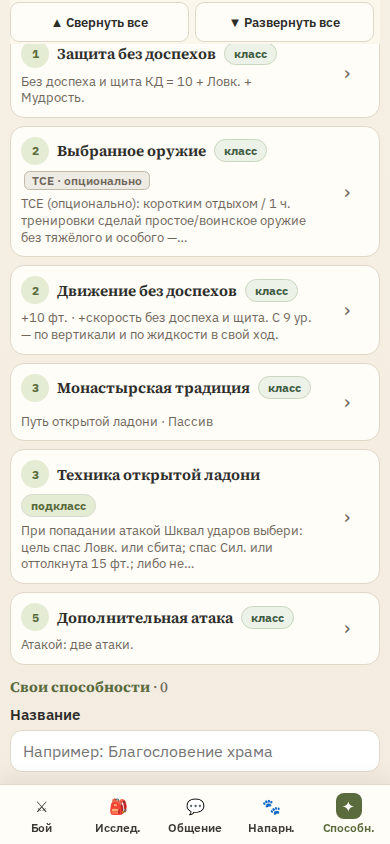 ▲ Свернуть все
▼ Развернуть все
1 Защита без доспехов класс
Без доспеха и щита КД = 10 + Ловк. +
Мудрость.
2 Выбранное оружие класс
TCE · опционально
TCE (опционально): коротким отдыхом / 1 ч.
тренировки сделай простое/воинское оружие
без тяжёлого и особого —...
2 Движение без доспехов класс
+10 фт. · +скорость без доспеха и щита. С 9 ур.
— по вертикали и по жидкости в свой ход.
3 Монастырская традиция класс
Путь открытой ладони · Пассив
3 Техника открытой ладони
подкласс
При попадании атакой Шквал ударов выбери:
цель спас Ловк. или сбита; спас Сил. или
оттолкнута 15 фт.; либо не...
5 Дополнительная атака класс
Атакой: две атаки.
Свои способности · 0
Название
Например: Благословение храма
Бой
Исслед.
Общение
Напарн.
Способн.